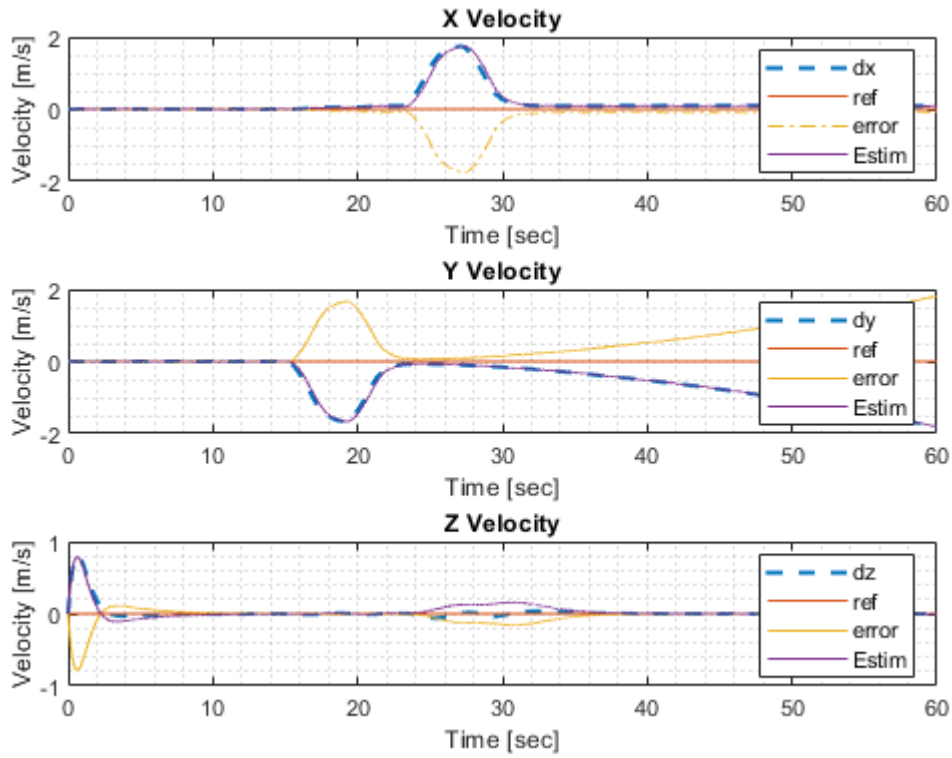 X Velocity
Velocity [m/s]
2
0
-2
0 10 20 30 40 50 60
Time [sec]
dx
ref
error
Estim
Y Velocity
Velocity [m/s]
2
0
-2
0 10 20 30 40 50 60
Time [sec]
dy
ref
error
Estim
Z Velocity
Velocity [m/s]
1
0
-1
0 10 20 30 40 50 60
Time [sec]
dz
ref
error
Estim